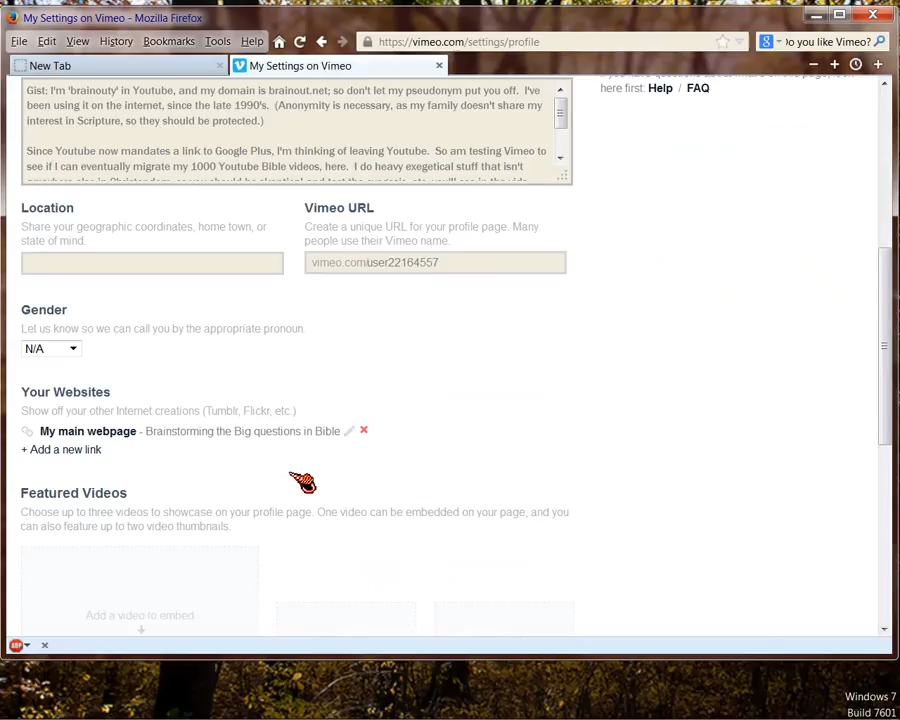 My Settings on Vimeo - Mozilla Firefox
File Edit View History Bookmarks Tools Help
https://vimeo.com/settings/profile
o you like Vimeo?
New Tab
My Settings on Vimeo
here first: Help / FAQ
Gist: I'm 'brainouty' in Youtube, and my domain is brainout.net; so don't let my pseudonym put you off. I've
been using it on the internet, since the late 1990's. (Anonymity is necessary, as my family doesn't share my
interest in Scripture, so they should be protected.)
Since Youtube now mandates a link to Google Plus, I'm thinking of leaving Youtube. So am testing Vimeo to
see if I can eventually migrate my 1000 Youtube Bible videos, here. I do heavy exegetical stuff that isn't
Location
Share your geographic coordinates, home town, or
state of mind.
Vimeo URL
Create a unique URL for your profile page. Many
people use their Vimeo name.
vimeo.com/user22164557
Gender
Let us know so we can call you by the appropriate pronoun.
N/A
Your Websites
Show off your other Internet creations (Tumblr, Flickr, etc.)
My main webpage - Brainstorming the Big questions in Bible
+ Add a new link
Featured Videos
Choose up to three videos to showcase on your profile page. One video can be embedded on your page, and you
can also feature up to two video thumbnails.
Add a video to embed
ABP
Windows 7
Build 7601